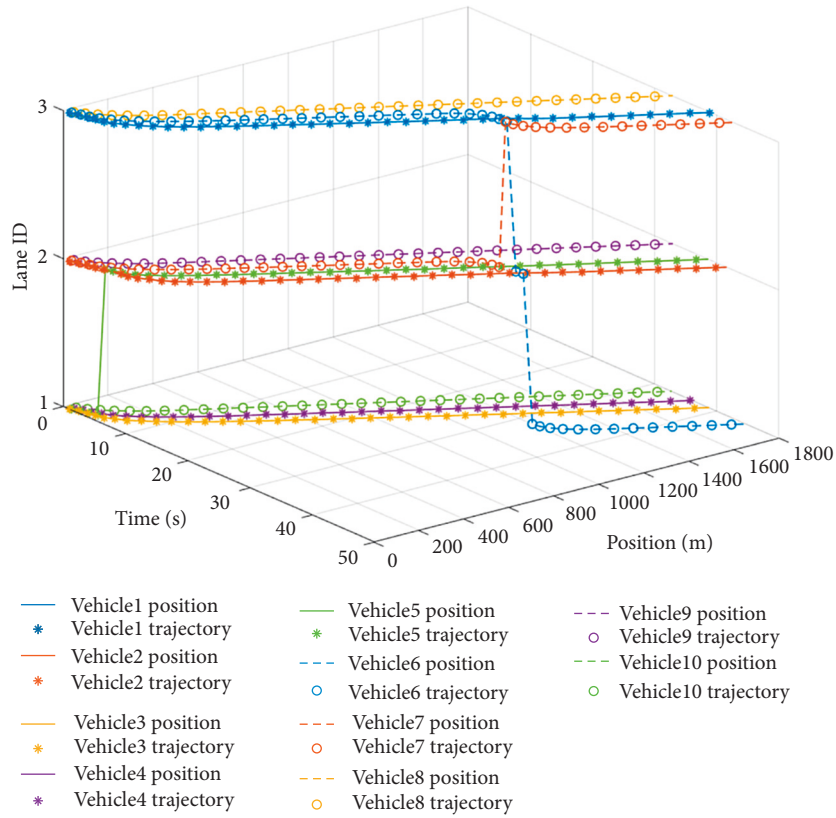 3
2
1
Lane ID
0
10
20
30
40
50
Time (s)
0
200
400
600
800
1000
1200
1400
1600
1800
Position (m)
Vehicle1 position
Vehicle1 trajectory
Vehicle2 position
Vehicle2 trajectory
Vehicle3 position
Vehicle3 trajectory
Vehicle4 position
Vehicle4 trajectory
Vehicle5 position
Vehicle5 trajectory
Vehicle6 position
Vehicle6 trajectory
Vehicle7 position
Vehicle7 trajectory
Vehicle8 position
Vehicle8 trajectory
Vehicle9 position
Vehicle9 trajectory
Vehicle10 position
Vehicle10 trajectory